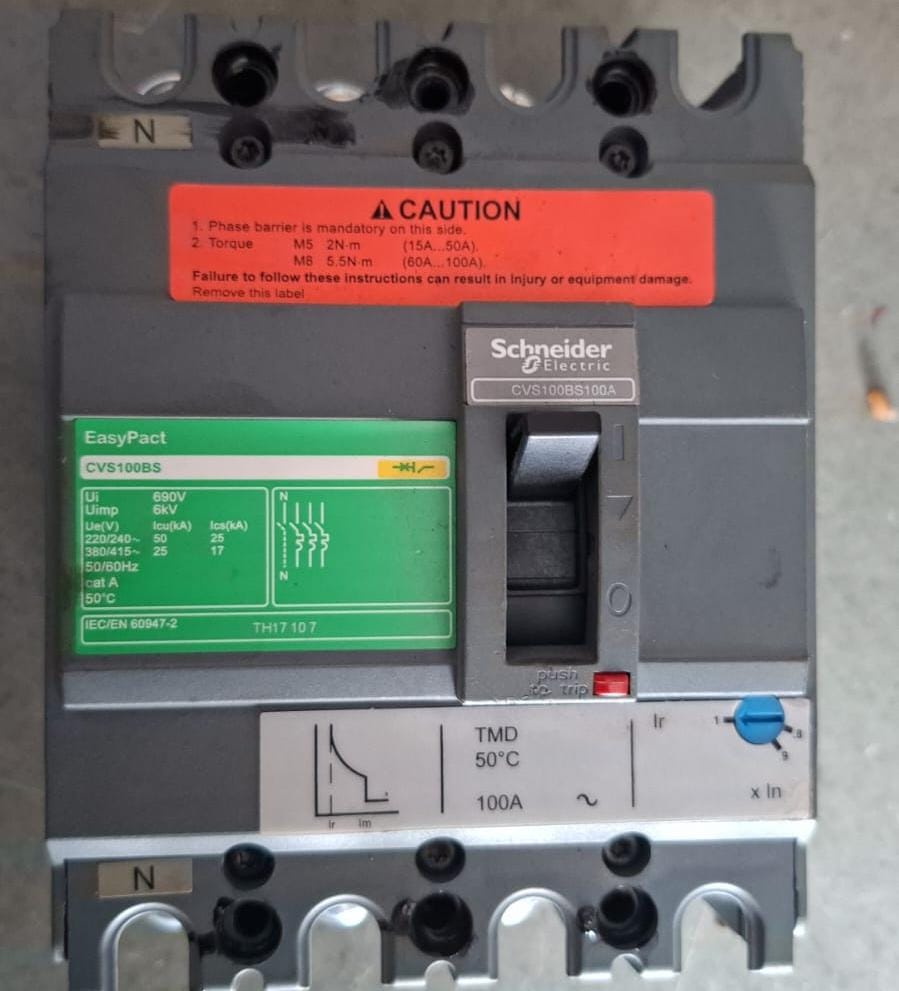 N
⚠ CAUTION
1. Phase barrier is mandatory on this side.
2. Torque M5 2N·m (15A...50A).
M8 5.5N·m (60A...100A).
Failure to follow these instructions can result in injury or equipment damage.
Remove this label
Schneider
Electric
CVS100BS100A
EasyPact
CVS100BS
Ui 690V
Uimp 6kV
Ue(V) Icu(kA) Ics(kA)
220/240~ 50 25
380/415~ 25 17
50/60Hz
cat A
50°C
N
N
IEC/EN 60947-2
TH17 10 7
I
O
push
to trip
Ir Im
TMD
50°C
100A ~
Ir
1
.8
.9
x In
N